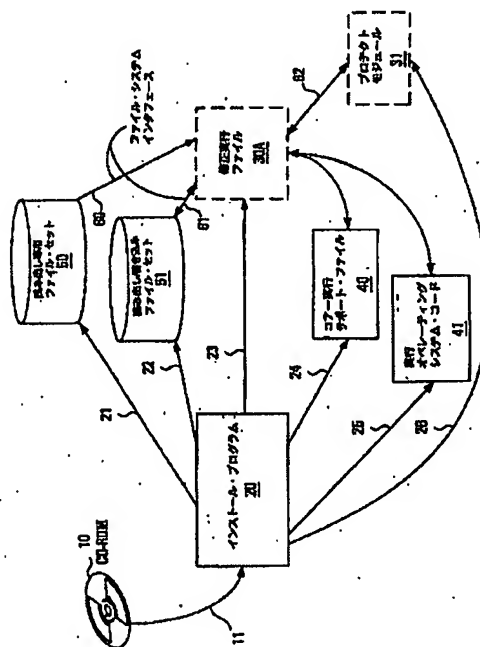 10
CD-ROM
11
インストール・プログラム
20
21
22
23
24
25
28
読み出し専用
ファイル・セット
50
読み出し書き込み
ファイル・セット
51
60
61
ファイル・システム
インタフェース
修正実行
ファイル
30A
コアー実行
サポート・ファイル
40
実行
オペレーティング
システム・コード
41
62
プロテクト
モジュール
31